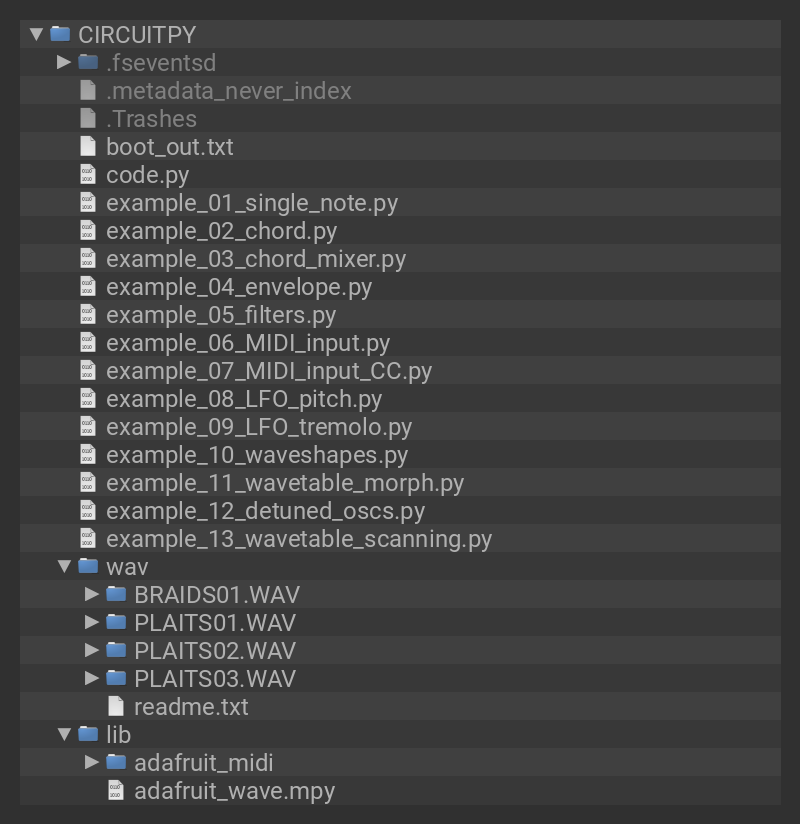 CIRCUITPY
.fseventsd
.metadata_never_index
.Trashes
boot_out.txt
code.py
example_01_single_note.py
example_02_chord.py
example_03_chord_mixer.py
example_04_envelope.py
example_05_filters.py
example_06_MIDI_input.py
example_07_MIDI_input_CC.py
example_08_LFO_pitch.py
example_09_LFO_tremolo.py
example_10_waveshapes.py
example_11_wavetable_morph.py
example_12_detuned_oscs.py
example_13_wavetable_scanning.py
wav
BRAIDS01.WAV
PLAITS01.WAV
PLAITS02.WAV
PLAITS03.WAV
readme.txt
lib
adafruit_midi
adafruit_wave.mpy